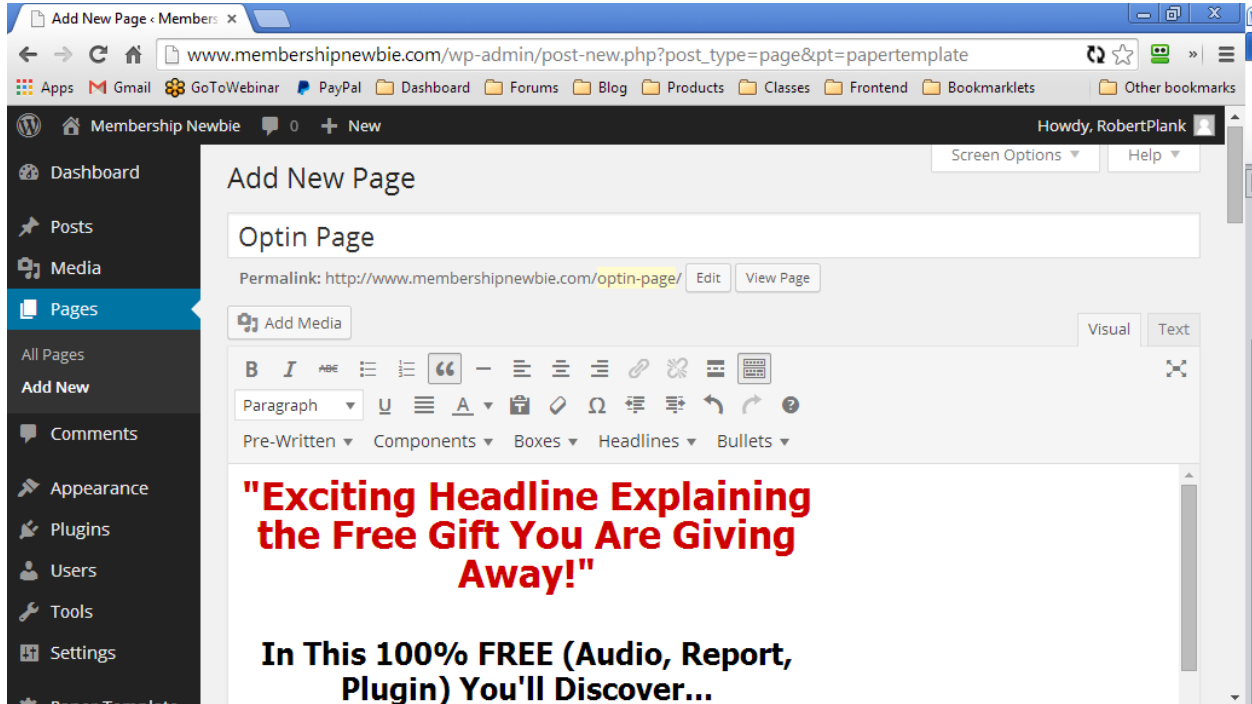 Add New Page ‹ Members
www.membershipnewbie.com/wp-admin/post-new.php?post_type=page&pt=papertemplate
Apps Gmail GoToWebinar PayPal Dashboard Forums Blog Products Classes Frontend Bookmarklets Other bookmarks
Membership Newbie 0 + New Howdy, RobertPlank
Screen Options Help
Dashboard
Posts
Media
Pages
All Pages
Add New
Comments
Appearance
Plugins
Users
Tools
Settings
Paper Template
Add New Page
Optin Page
Permalink: http://www.membershipnewbie.com/optin-page/ Edit View Page
Add Media
Visual Text
B I ABE
Paragraph U A Ω
Pre-Written Components Boxes Headlines Bullets
"Exciting Headline Explaining
the Free Gift You Are Giving
Away!"
In This 100% FREE (Audio, Report,
Plugin) You'll Discover...